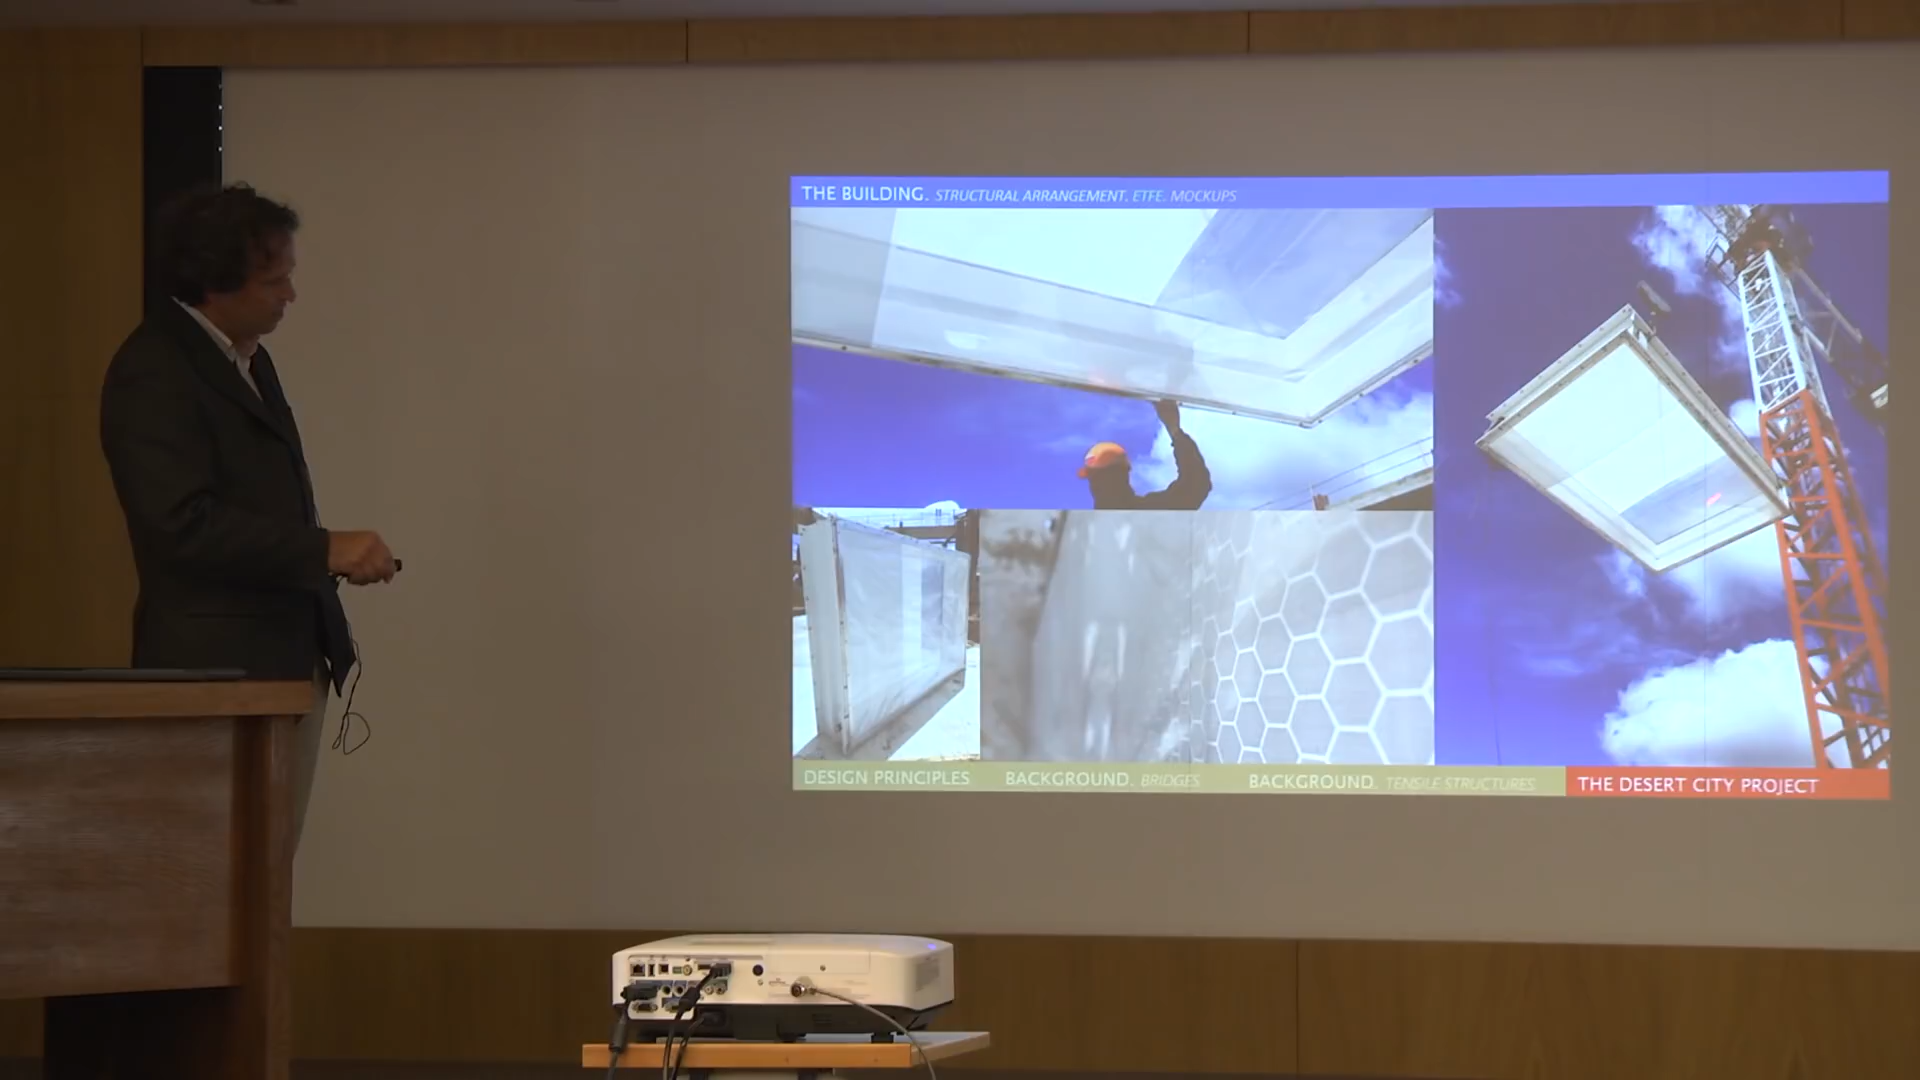 THE BUILDING. STRUCTURAL ARRANGEMENT. ETFE. MOCKUPS
DESIGN PRINCIPLES BACKGROUND. BRIDGES BACKGROUND. TENSILE STRUCTURES THE DESERT CITY PROJECT